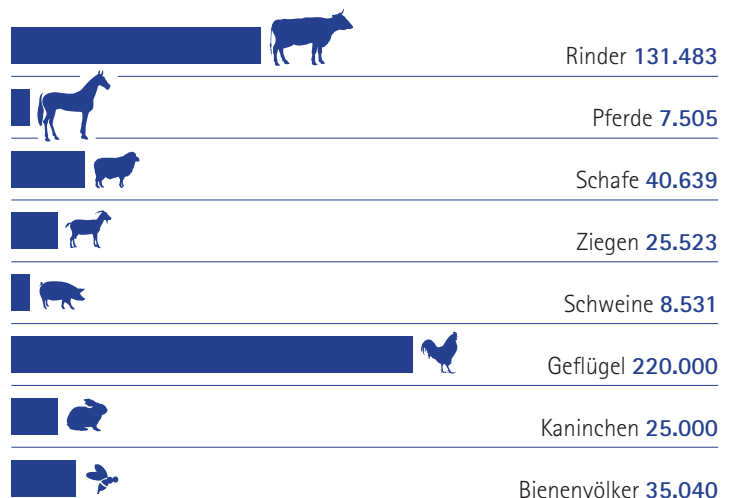 Rinder 131.483
Pferde 7.505
Schafe 40.639
Ziegen 25.523
Schweine 8.531
Geflügel 220.000
Kaninchen 25.000
Bienenvölker 35.040